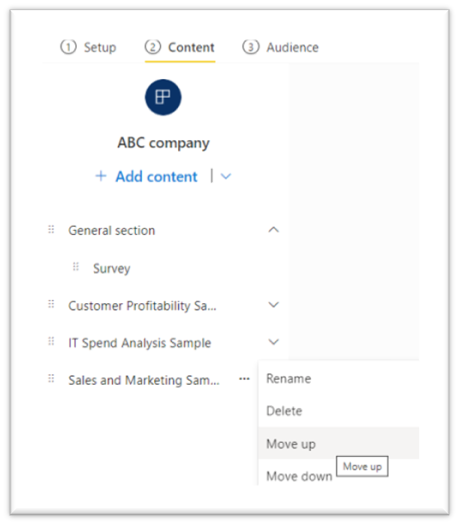 1 Setup 2 Content 3 Audience
ABC company
+ Add content
General section
Survey
Customer Profitability Sa...
IT Spend Analysis Sample
Sales and Marketing Sam...
Rename
Delete
Move up
Move up
Move down